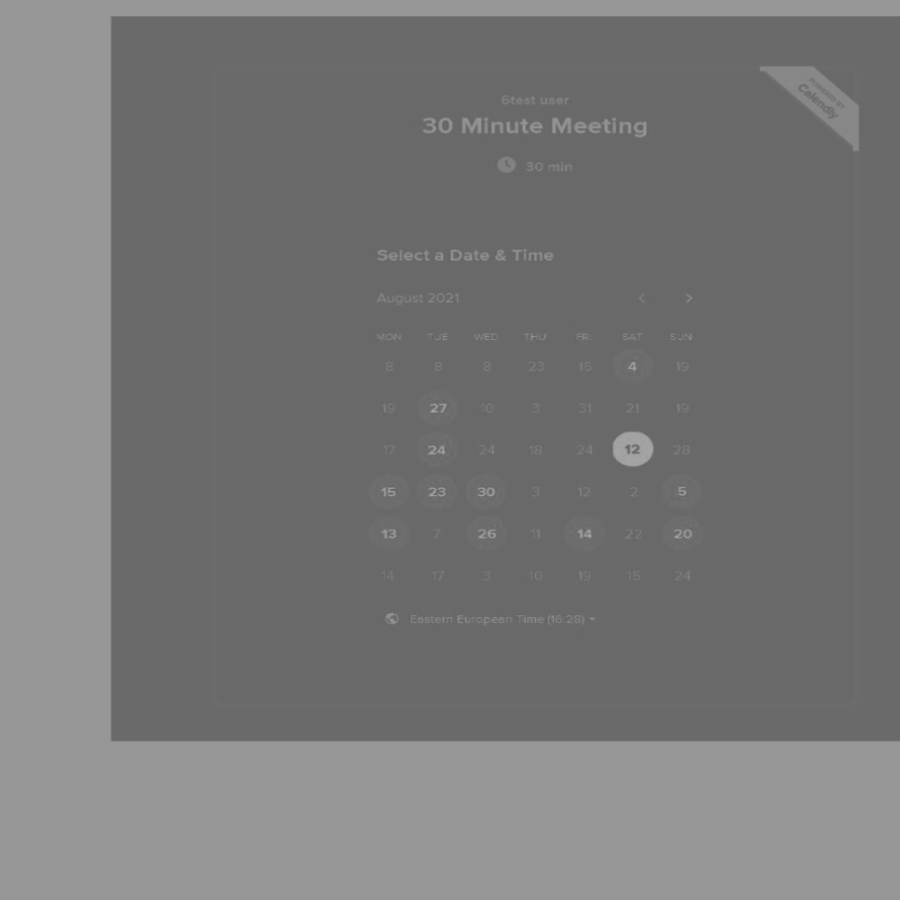 6test user
POWERED BY
Calendly
30 Minute Meeting
30 min
Select a Date & Time
August 2021
MON TUE WED THU FRI SAT SUN
8 8 8 23 15 4 19
19 27 10 3 31 21 19
17 24 24 18 24 12 28
15 23 30 3 12 2 5
13 7 26 11 14 22 20
14 17 3 10 19 15 24
Eastern European Time (16:28)